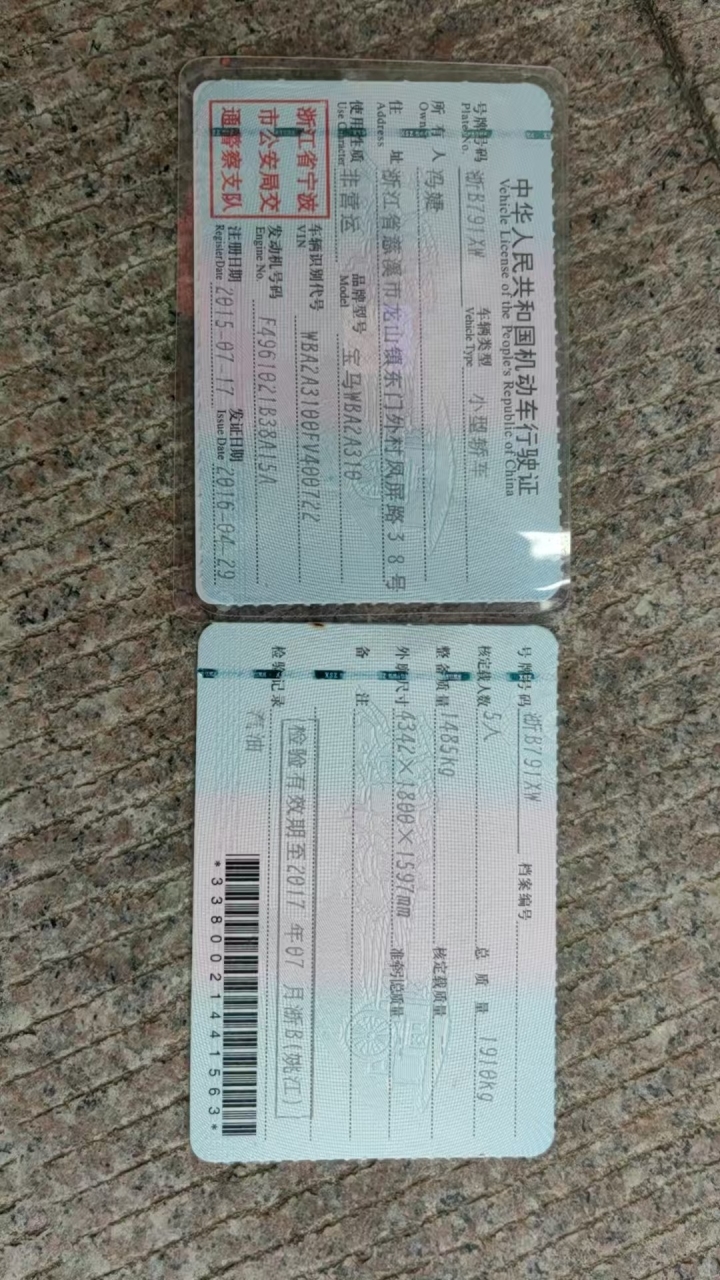 中华人民共和国机动车行驶证
Vehicle License of the People's Republic of China
号牌号码 浙B791XW 车辆类型 小型轿车
Plate No. Vehicle Type
所有人 冯婕
Owner
住址 浙江省慈溪市龙山镇东门外村凤屏路38号
Address
使用性质 非营运 品牌型号 宝马WBA2A310
Use Character Model
浙江省宁波
市公安局交
通警察支队
车辆识别代号 WBA2A3100FV400722
VIN
发动机号码 F4961021B38A15A
Engine No.
注册日期 2015-07-17 发证日期 2016-04-29
Register Date Issue Date
号牌号码 浙B791XW 档案编号
核定载人数 5人 总质量 1910kg
整备质量 1485kg 核定载质量
外廓尺寸 4342×1800×1597mm 准牵引总质量
备注
检验有效期至2017年07月浙B(姚江)
检验记录 汽油
*3380021441563*